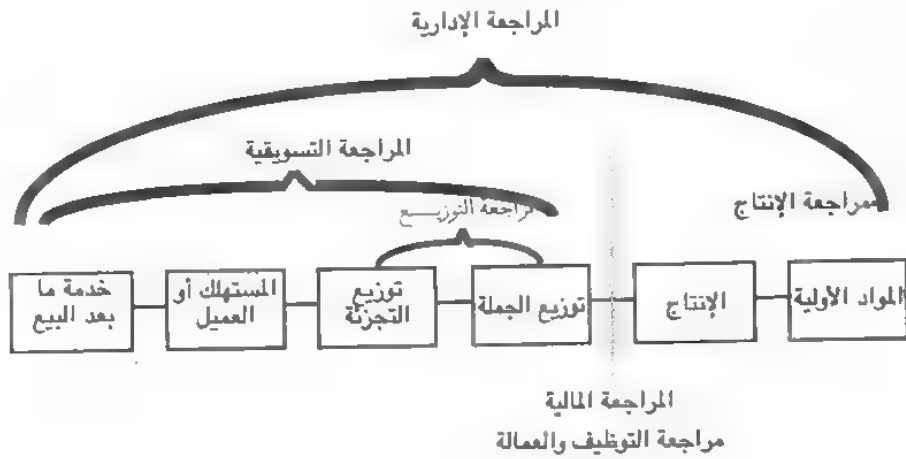 المراجعة الإدارية
المراجعة التسويقية
مراجعة الإنتاج
مراجعة التوزيــع
المواد الأولية
الإنتاج
توزيع الجملة
توزيع
التجزئة
المستهلك أو
العميل
خدمة ما
بعد البيع
المراجعة المالية
مراجعة التوظيف والعمالة